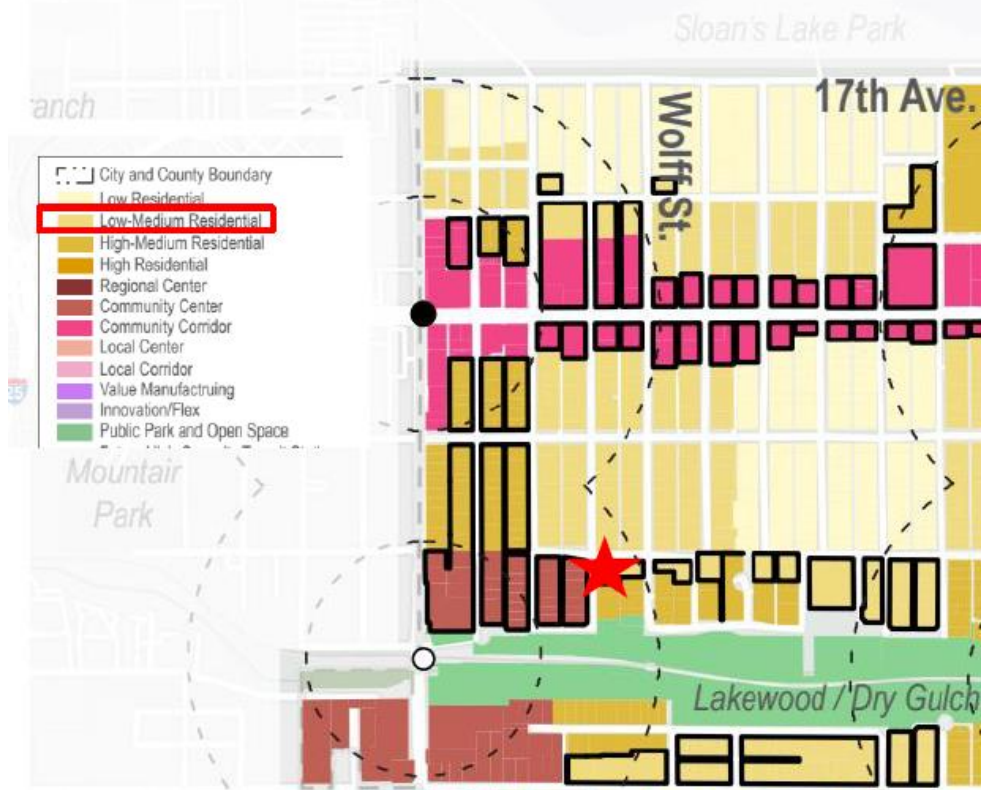 Sloan's Lake Park
17th Ave.
anch
Wolff St.
City and County Boundary
Low Residential
Low-Medium Residential
High-Medium Residential
High Residential
Regional Center
Community Center
Community Corridor
Local Center
Local Corridor
Value Manufactruing
Innovation/Flex
Public Park and Open Space
25
Mountair
Park
Lakewood / Dry Gulch